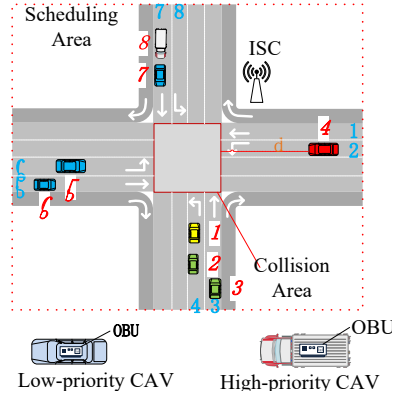 7 8
Scheduling
Area
8
ISC
7
4
1
d
2
6
5
5
6
1
2
Collision
Area
3
4 3
OBU
OBU
Low-priority CAV
High-priority CAV